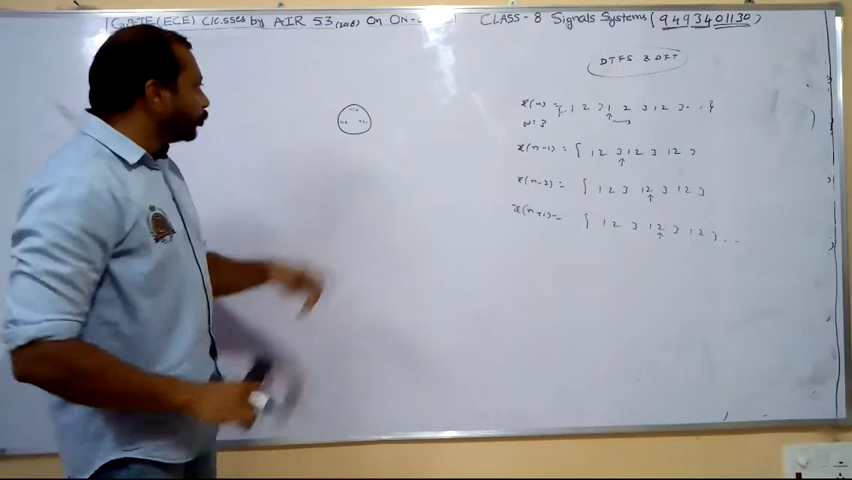 GATE(ECE) Classes by AIR 53 (2018) On ON- CLASS-8 Signals Systems (9493401130)
DTFS & DFT
x(n) = {.. 1 2 3 1 2 3 1 2 3 .. }
↑
N=3
x(n-1) = { 1 2 3 1 2 3 1 2 3
↑
x(n-2) = { 1 2 3 1 2 3 1 2 3
↑
x(n+1) = { 1 2 3 1 2 3 1 2 3 ..
↑